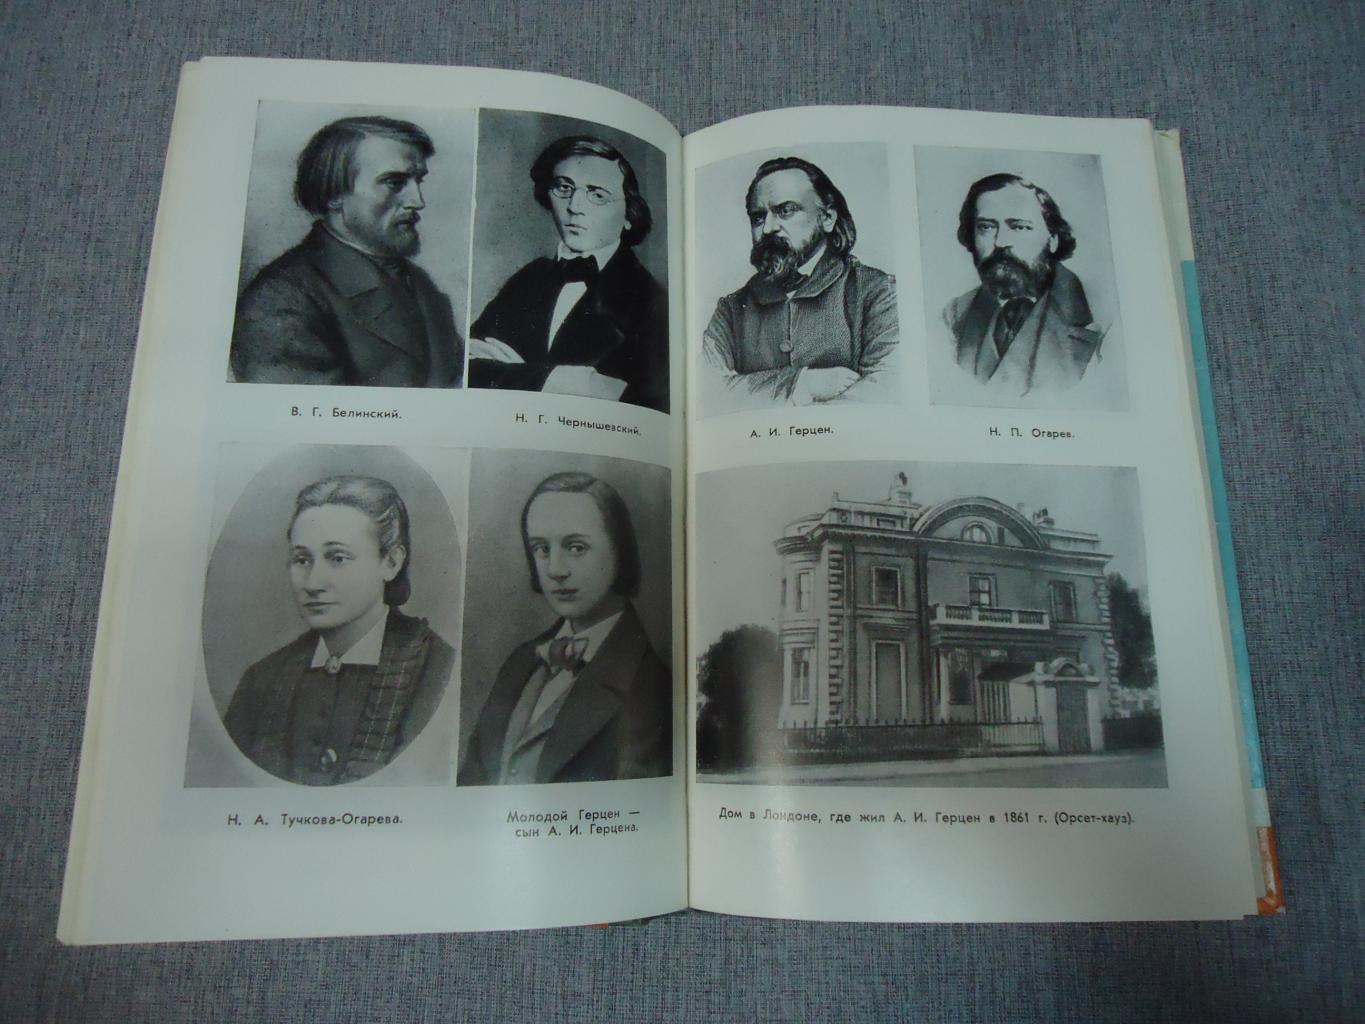 В. Г. Белинский.
Н. Г. Чернышевский.
Н. А. Тучкова-Огарева.
Молодой Герцен —
сын А. И. Герцена.
А. И. Герцен.
Н. П. Огарев.
Дом в Лондоне, где жил А. И. Герцен в 1861 г. (Орсет-хауз).